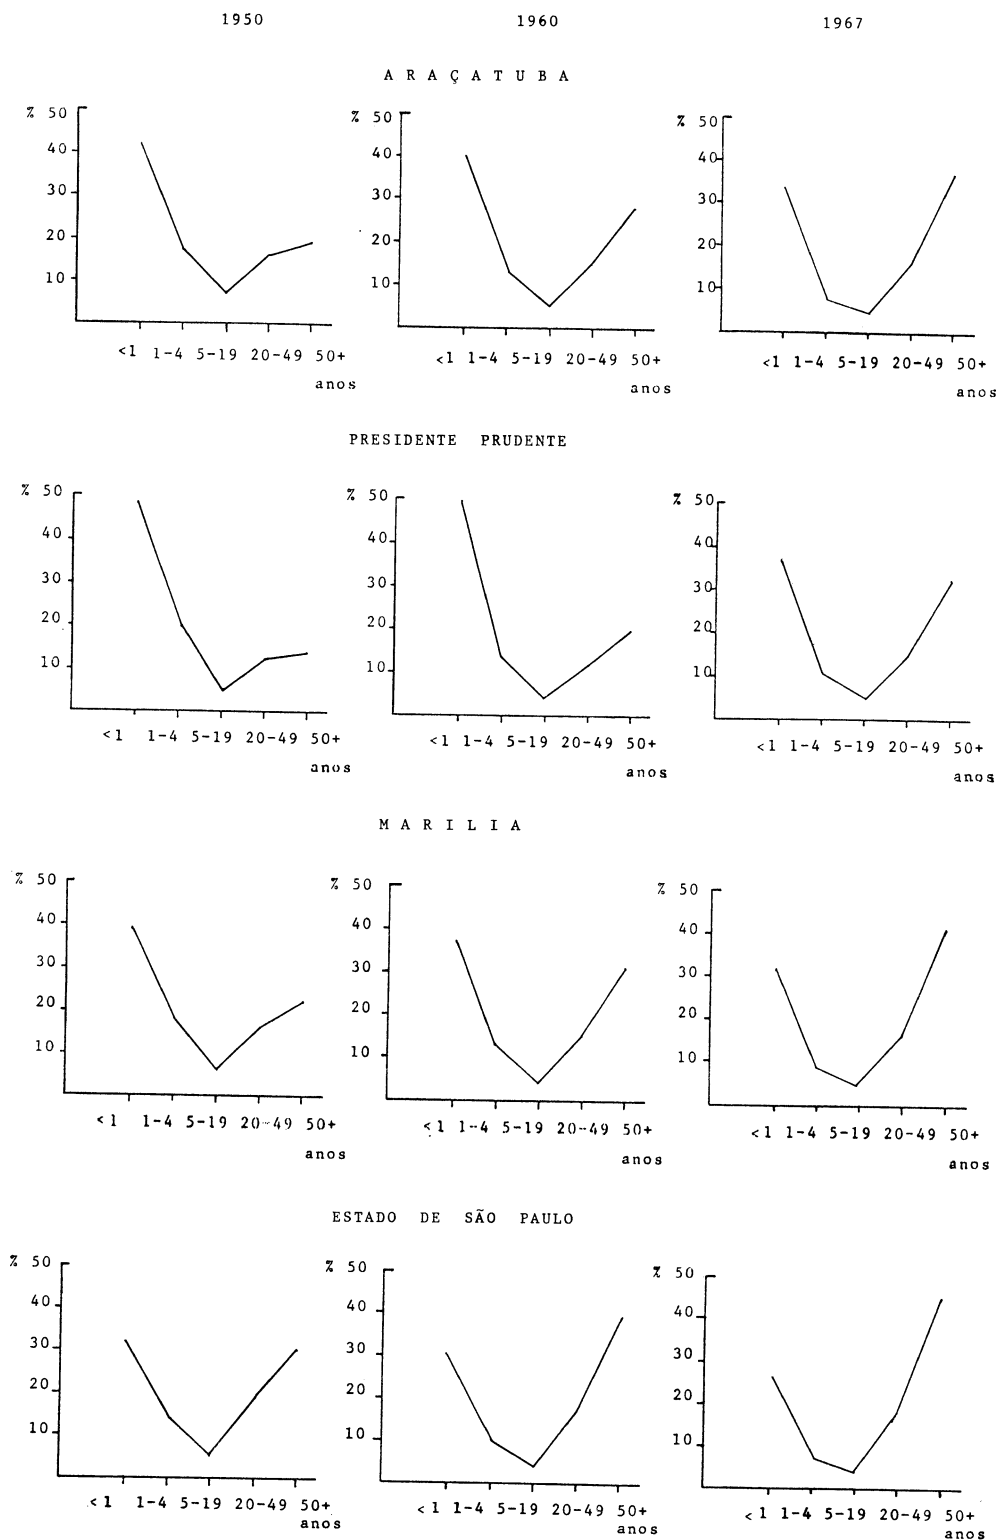 1950 1960 1967
A R A Ç A T U B A
% 50 % 50 % 50
40 40 40
30 30 30
20 20 20
10 10 10
<1 1-4 5-19 20-49 50+ <1 1-4 5-19 20-49 50+ <1 1-4 5-19 20-49 50+
anos anos anos
PRESIDENTE PRUDENTE
% 50 % 50 % 50
40 40 40
30 30 30
20 20 20
10 10 10
<1 1-4 5-19 20-49 50+ <1 1-4 5-19 20-49 50+ <1 1-4 5-19 20-49 50+
anos anos anos
M A R I L I A
% 50 % 50 % 50
40 40 40
30 30 30
20 20 20
10 10 10
<1 1-4 5-19 20-49 50+ <1 1-4 5-19 20-49 50+ <1 1-4 5-19 20-49 50+
anos anos anos
ESTADO DE SÃO PAULO
% 50 % 50 % 50
40 40 40
30 30 30
20 20 20
10 10 10
<1 1-4 5-19 20-49 50+ <1 1-4 5-19 20-49 50+ <1 1-4 5-19 20-49 50+
anos anos anos